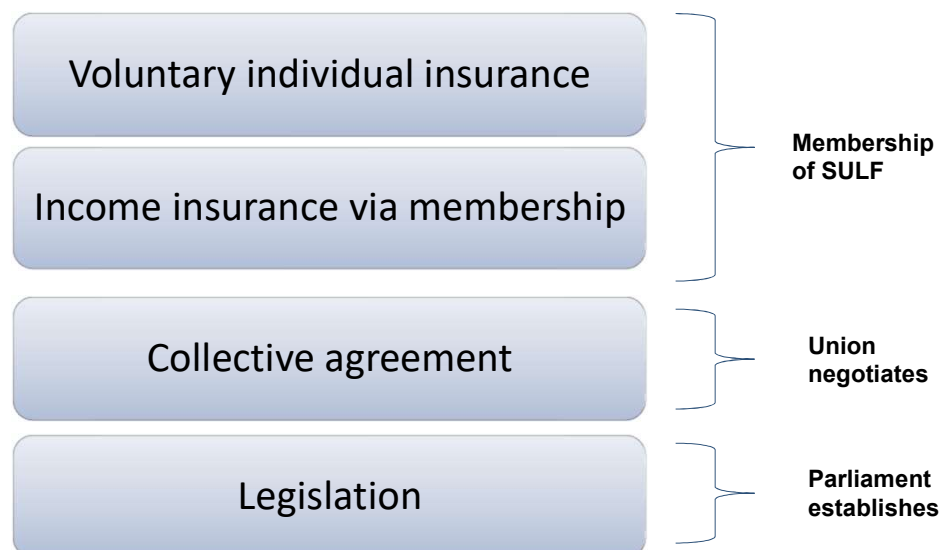 Voluntary individual insurance
Income insurance via membership
Membership
of SULF
Collective agreement
Union
negotiates
Legislation
Parliament
establishes